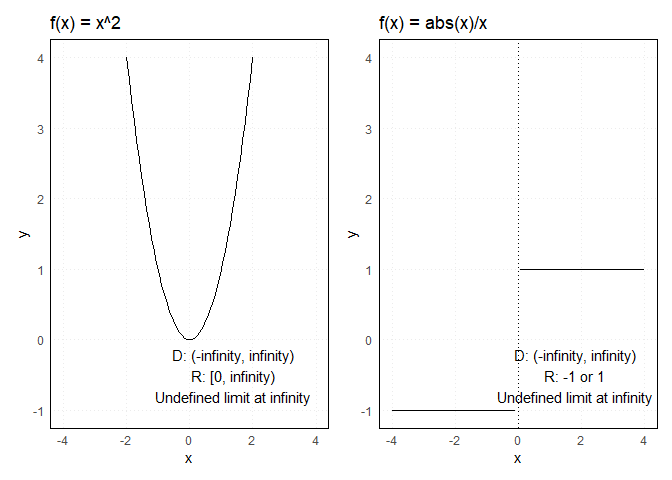 f(x) = x^2
4
3
2
1
0
-1
y
D: (-infinity, infinity)
R: [0, infinity)
Undefined limit at infinity
-4 -2 0 2 4
x
f(x) = abs(x)/x
4
3
2
1
0
-1
y
D: (-infinity, infinity)
R: -1 or 1
Undefined limit at infinity
-4 -2 0 2 4
x